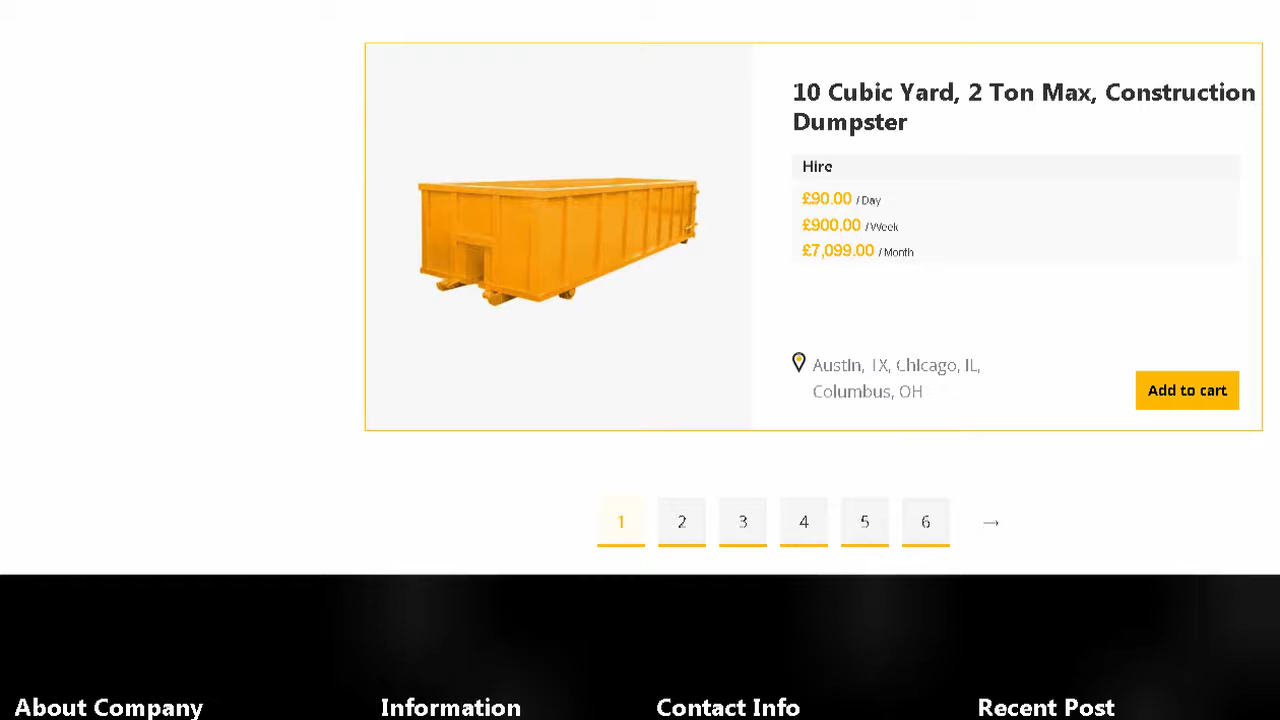 10 Cubic Yard, 2 Ton Max, Construction
Dumpster
Hire
£90.00 / Day
£900.00 / Week
£7,099.00 / Month
Austin, TX, Chicago, IL,
Columbus, OH
Add to cart
1 2 3 4 5 6 →
About Company Information Contact Info Recent Post